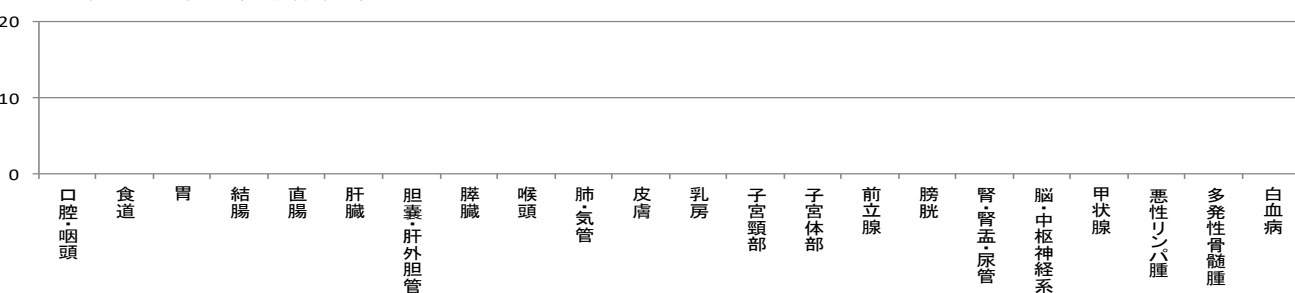 20
10
0
口腔・咽頭
食道
胃
結腸
直腸
肝臓
胆嚢・肝外胆管
膵臓
喉頭
肺・気管
皮膚
乳房
子宮頸部
子宮体部
前立腺
膀胱
腎・腎盂・尿管
脳・中枢神経系
甲状腺
悪性リンパ腫
多発性骨髄腫
白血病